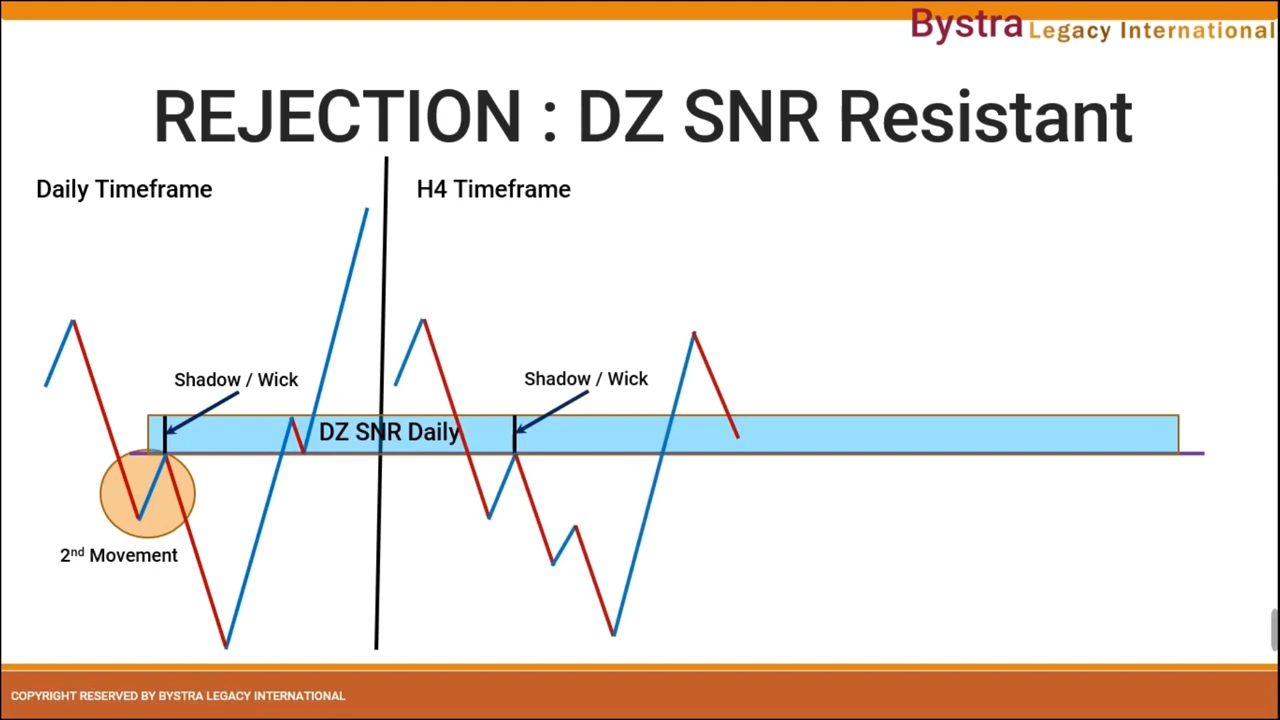 Bystra Legacy International
REJECTION : DZ SNR Resistant
Daily Timeframe
H4 Timeframe
Shadow / Wick
Shadow / Wick
DZ SNR Daily
2nd Movement
COPYRIGHT RESERVED BY BYSTRA LEGACY INTERNATIONAL